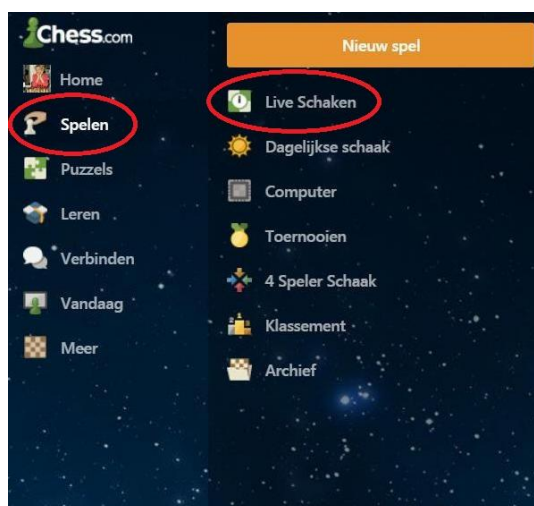 Chess.com
Home
Spelen
Puzzels
Leren
Verbinden
Vandaag
Meer
Nieuw spel
Live Schaken
Dagelijkse schaak
Computer
Toernooien
4 Speler Schaak
Klassement
Archief